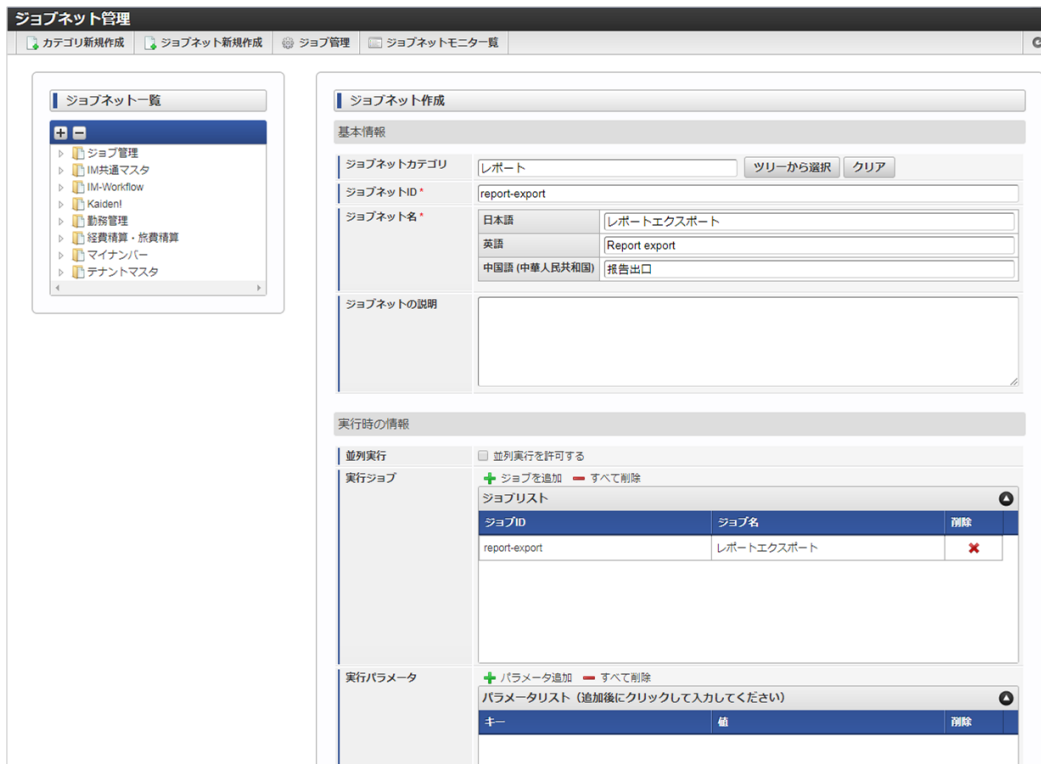 ジョブネット管理
カテゴリ新規作成 ジョブネット新規作成 ジョブ管理 ジョブネットモニタ一覧
ジョブネット一覧
ジョブ管理
IM共通マスタ
IM-Workflow
Kaiden!
勤務管理
経費精算・旅費精算
マイナンバー
テナントマスタ
ジョブネット作成
基本情報
ジョブネットカテゴリ レポート ツリーから選択 クリア
ジョブネットID* report-export
ジョブネット名* 日本語 レポートエクスポート
英語 Report export
中国語 (中華人民共和国) 报告出口
ジョブネットの説明
実行時の情報
並列実行 並列実行を許可する
実行ジョブ ジョブを追加 すべて削除
ジョブリスト
ジョブID ジョブ名 削除
report-export レポートエクスポート
実行パラメータ パラメータ追加 すべて削除
パラメータリスト（追加後にクリックして入力してください）
キー 値 削除